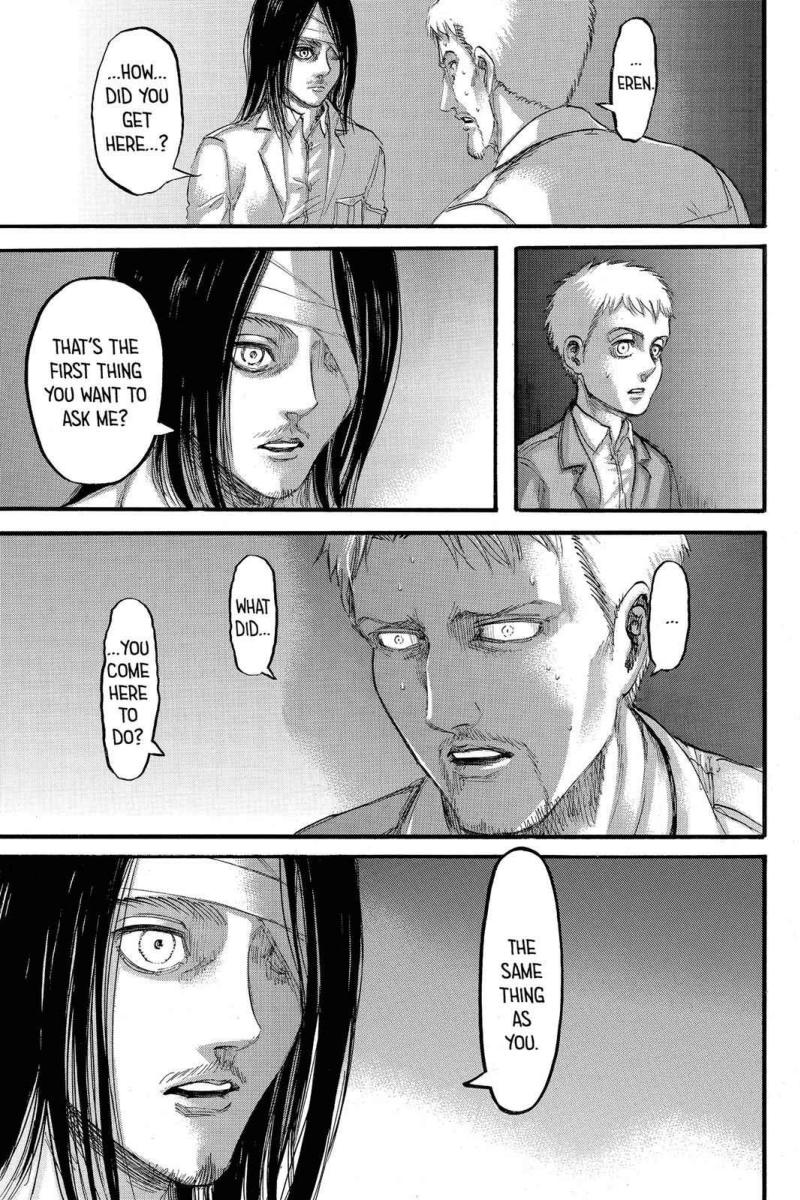 ...
EREN.
...HOW...
DID YOU
GET
HERE...?
THAT'S THE
FIRST THING
YOU WANT TO
ASK ME?
...
WHAT
DID...
...YOU
COME
HERE
TO
DO?
THE
SAME
THING
AS
YOU.